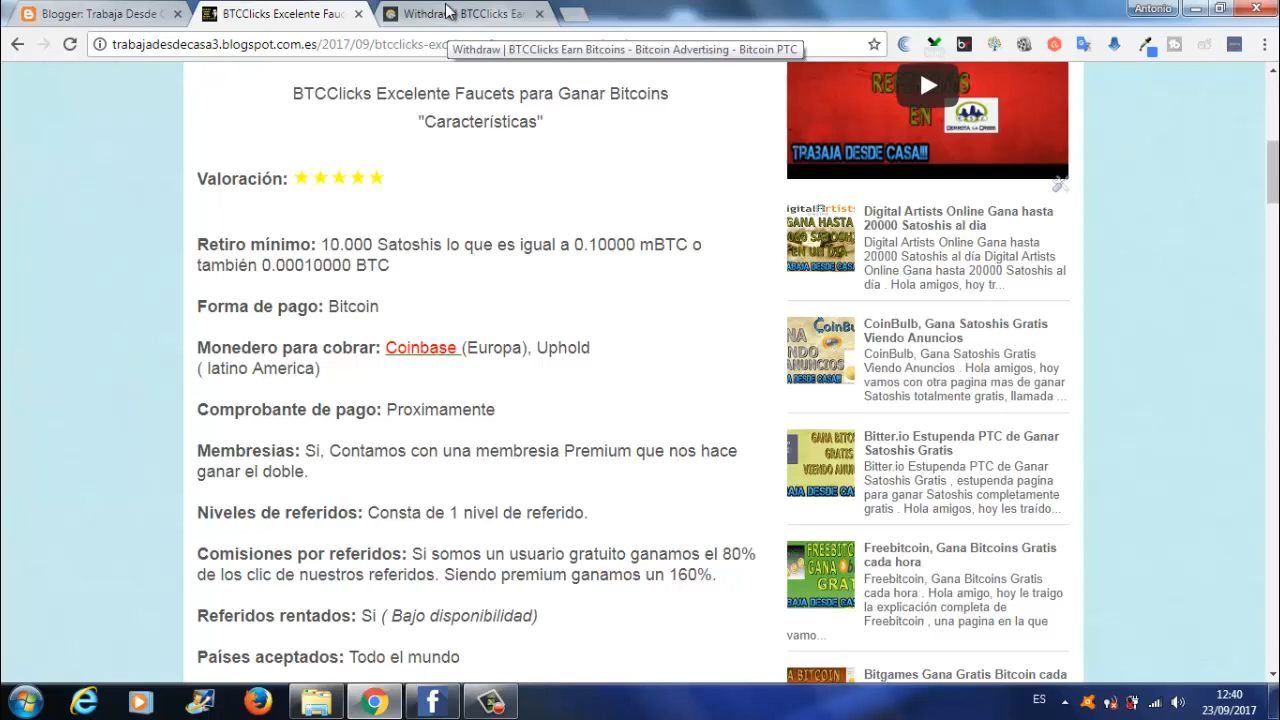 Blogger: Trabaja Desde C
BTCClicks Excelente Fau
Withdraw | BTCClicks Ea
Antonio
trabajadesdecasa3.blogspot.com.es/2017/09/btcclicks-exc
Withdraw | BTCClicks Earn Bitcoins - Bitcoin Advertising - Bitcoin PTC
BTCClicks Excelente Faucets para Ganar Bitcoins
"Características"
Valoración: ★★★★★
Retiro mínimo: 10.000 Satoshis lo que es igual a 0.10000 mBTC o
también 0.00010000 BTC
Forma de pago: Bitcoin
Monedero para cobrar: Coinbase (Europa), Uphold
( latino America)
Comprobante de pago: Proximamente
Membresias: Si, Contamos con una membresia Premium que nos hace
ganar el doble.
Niveles de referidos: Consta de 1 nivel de referido.
Comisiones por referidos: Si somos un usuario gratuito ganamos el 80%
de los clic de nuestros referidos. Siendo premium ganamos un 160%.
Referidos rentados: Si ( Bajo disponibilidad)
Países aceptados: Todo el mundo
EN
DERROTA LA CRISIS
TRABAJA DESDE CASA!!!
Digital Artists Online Gana hasta
20000 Satoshis al dia
Digital Artists Online Gana hasta
20000 Satoshis al día Digital Artists
Online Gana hasta 20000 Satoshis al
día . Hola amigos, hoy tr...
CoinBulb, Gana Satoshis Gratis
Viendo Anuncios
CoinBulb, Gana Satoshis Gratis
Viendo Anuncios . Hola amigos, hoy
vamos con otra pagina mas de ganar
Satoshis totalmente gratis, llamada ...
Bitter.io Estupenda PTC de Ganar
Satoshis Gratis
Bitter.io Estupenda PTC de Ganar
Satoshis Gratis , estupenda pagina
para ganar Satoshis completamente
gratis . Hola amigos, hoy les traído...
Freebitcoin, Gana Bitcoins Gratis
cada hora
Freebitcoin, Gana Bitcoins Gratis
cada hora . Hola amigo, hoy le traigo
la explicación completa de
Freebitcoin , una pagina en la que
vamo...
Bitgames Gana Gratis Bitcoin cada
ES
12:40
23/09/2017